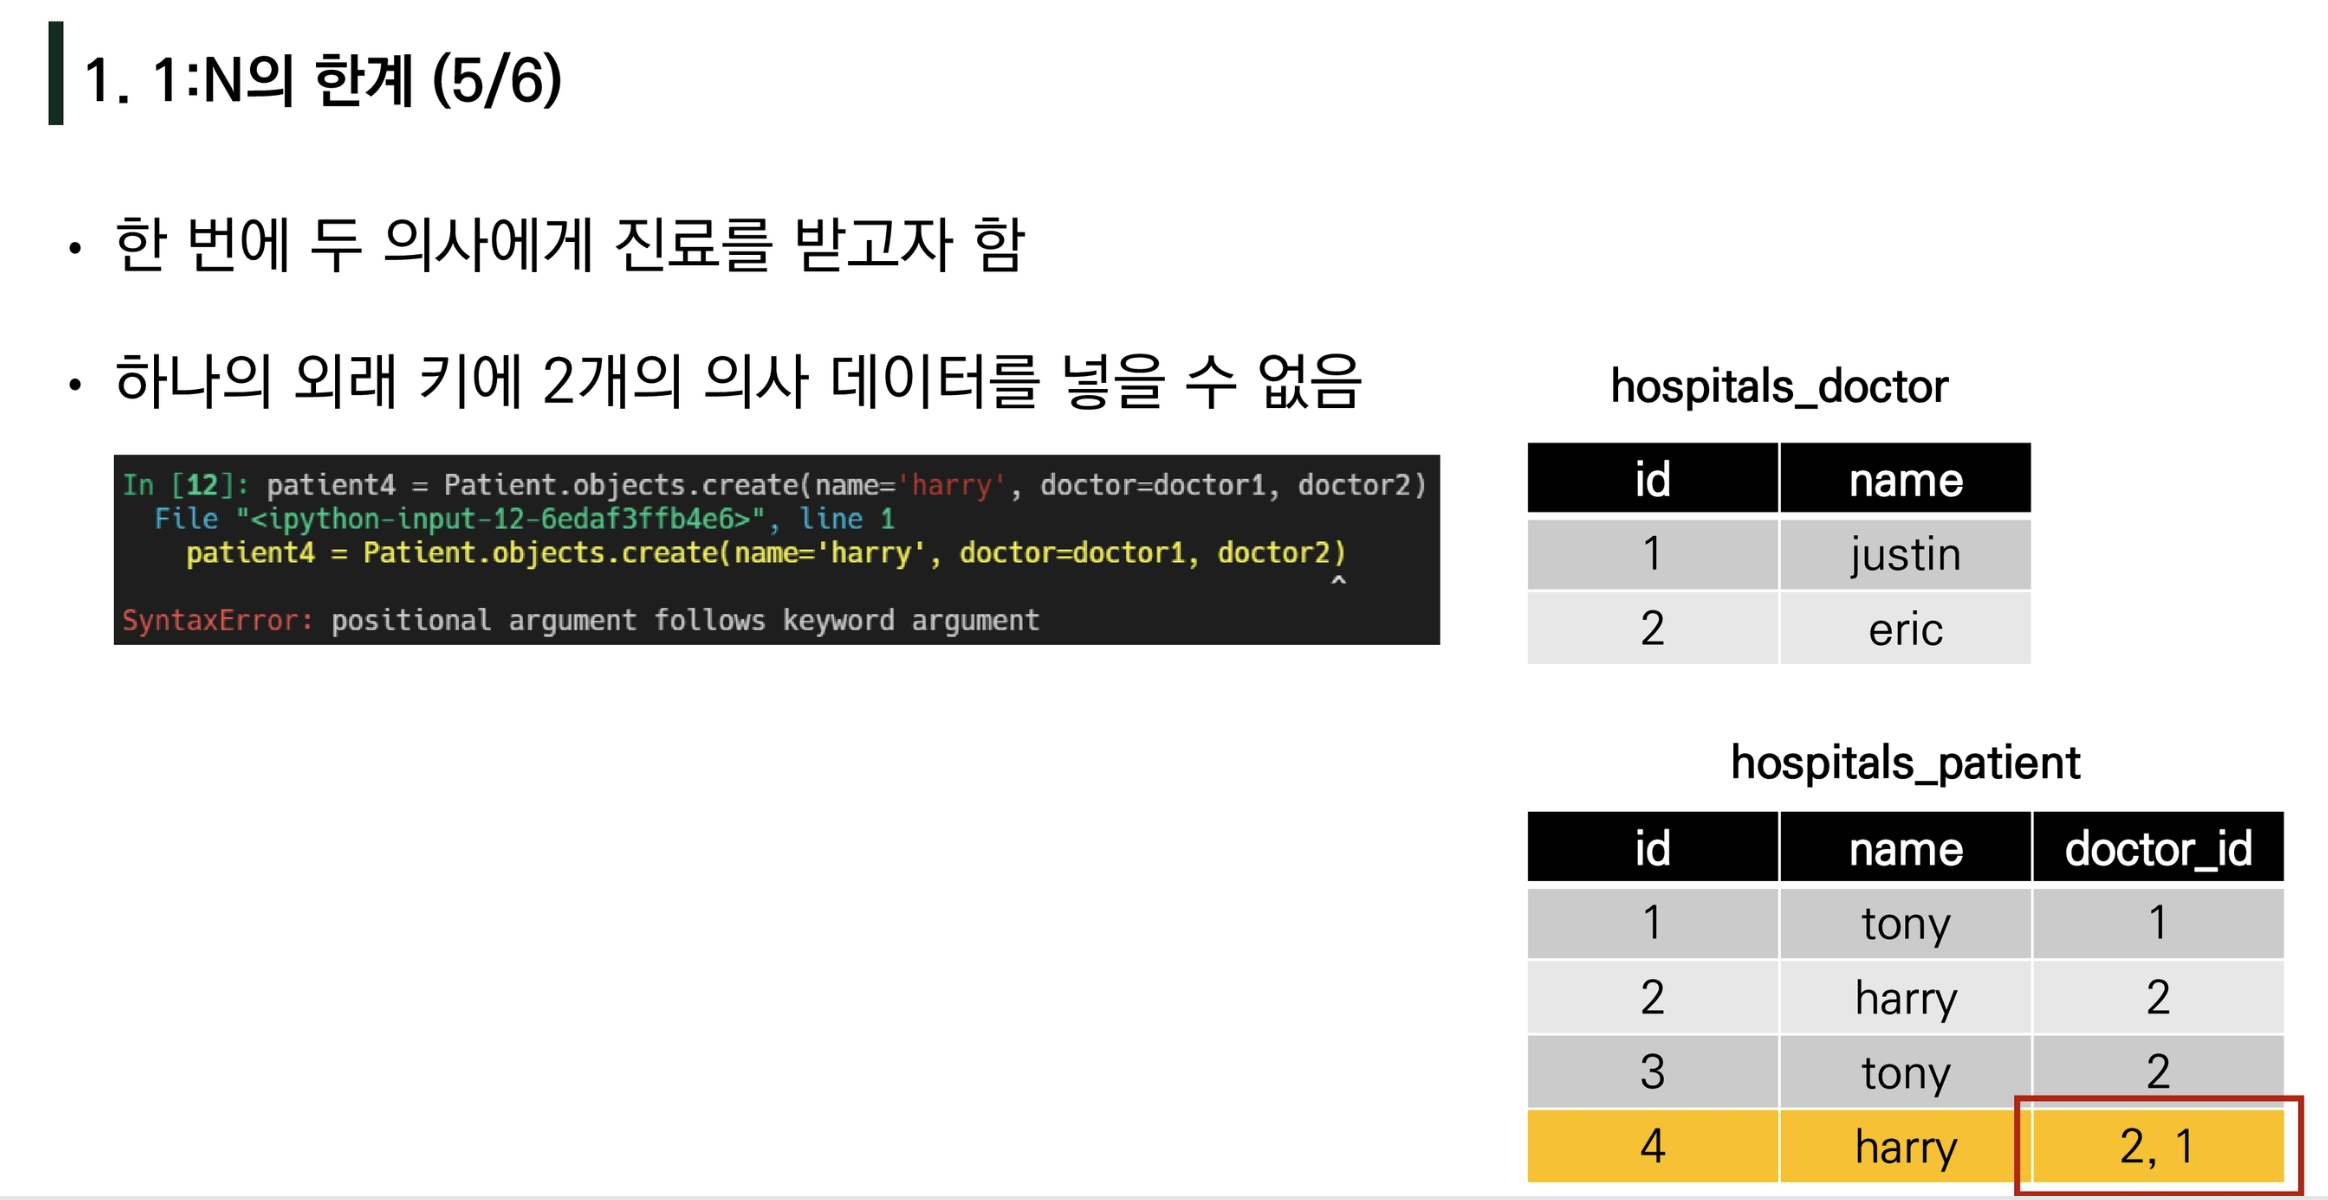 1. 1:N의 한계 (5/6)
• 한 번에 두 의사에게 진료를 받고자 함
• 하나의 외래 키에 2개의 의사 데이터를 넣을 수 없음
In [12]: patient4 = Patient.objects.create(name='harry', doctor=doctor1, doctor2)
File "<ipython-input-12-6edaf3ffb4e6>", line 1
patient4 = Patient.objects.create(name='harry', doctor=doctor1, doctor2)
^
SyntaxError: positional argument follows keyword argument
hospitals_doctor
id name
1 justin
2 eric
hospitals_patient
id name doctor_id
1 tony 1
2 harry 2
3 tony 2
4 harry 2, 1